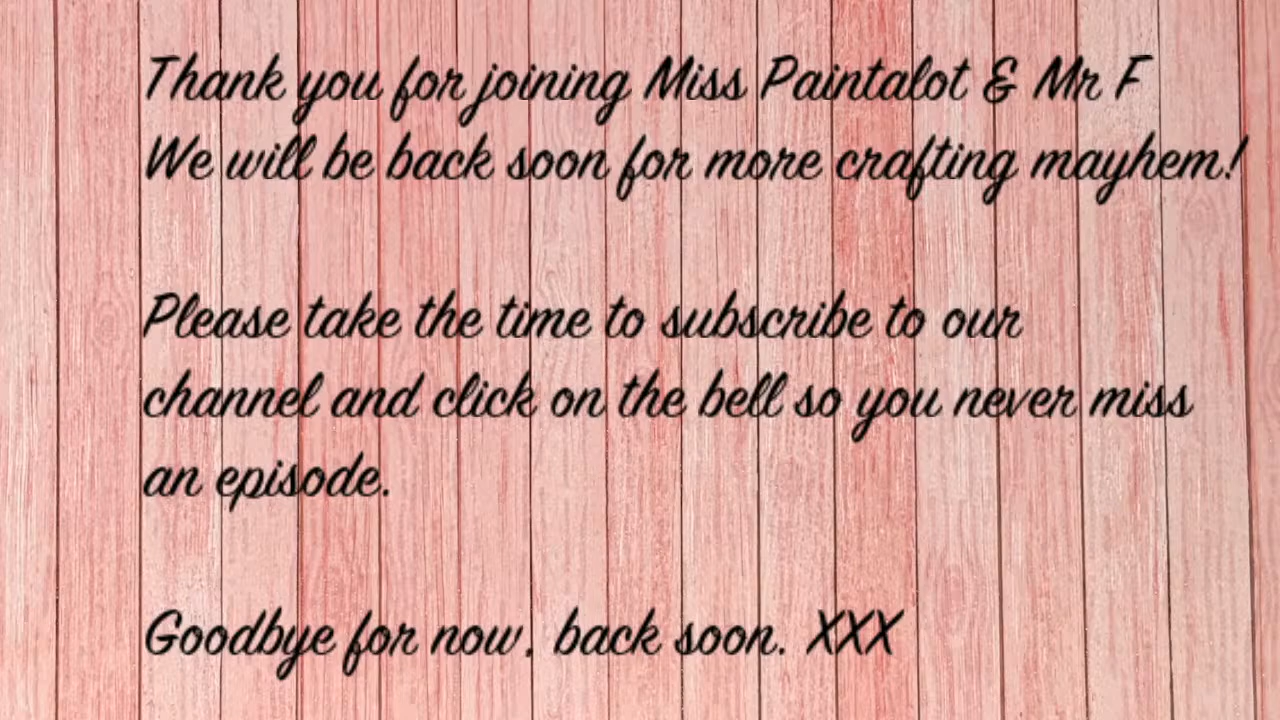 Thank you for joining Miss Paintalot & Mr F
We will be back soon for more crafting mayhem!
Please take the time to subscribe to our
channel and click on the bell so you never miss
an episode.
Goodbye for now, back soon. XXX